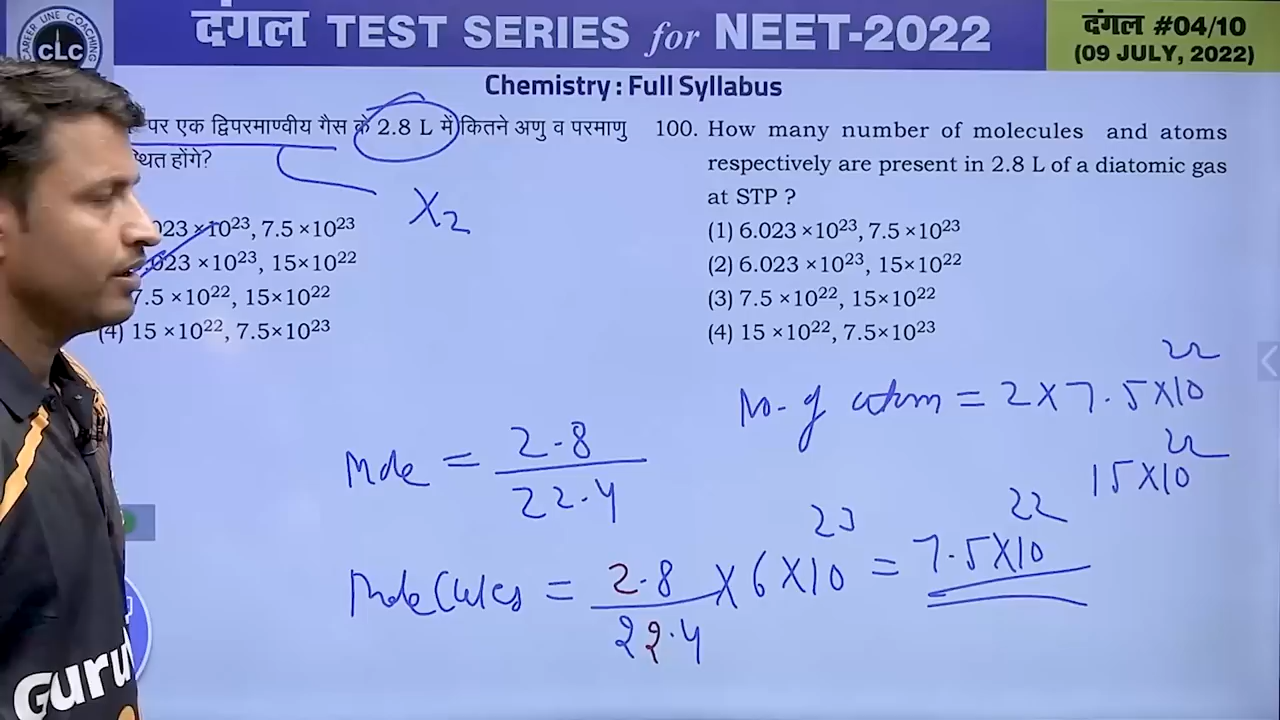 CAREER LINE COACHING
CLC
दंगल TEST SERIES for NEET-2022
दंगल #04/10
(09 JULY, 2022)
Chemistry : Full Syllabus
पर एक द्विपरमाण्वीय गैस के 2.8 L में कितने अणु व परमाणु
स्थित होंगे?
023 ×10²³, 7.5 ×10²³
.023 ×10²³, 15×10²²
7.5 ×10²², 15×10²²
(4) 15 ×10²², 7.5×10²³
X₂
100. How many number of molecules and atoms
respectively are present in 2.8 L of a diatomic gas
at STP ?
(1) 6.023 ×10²³, 7.5 ×10²³
(2) 6.023 ×10²³, 15×10²²
(3) 7.5 ×10²², 15×10²²
(4) 15 ×10²², 7.5×10²³
No. of atom = 2 X 7.5 X 10²²
15 X 10²²
Mole = 2.8 / 22.4
Molecules = 2.8 / 22.4 X 6 X 10²³ = 7.5 X 10²²
Guru